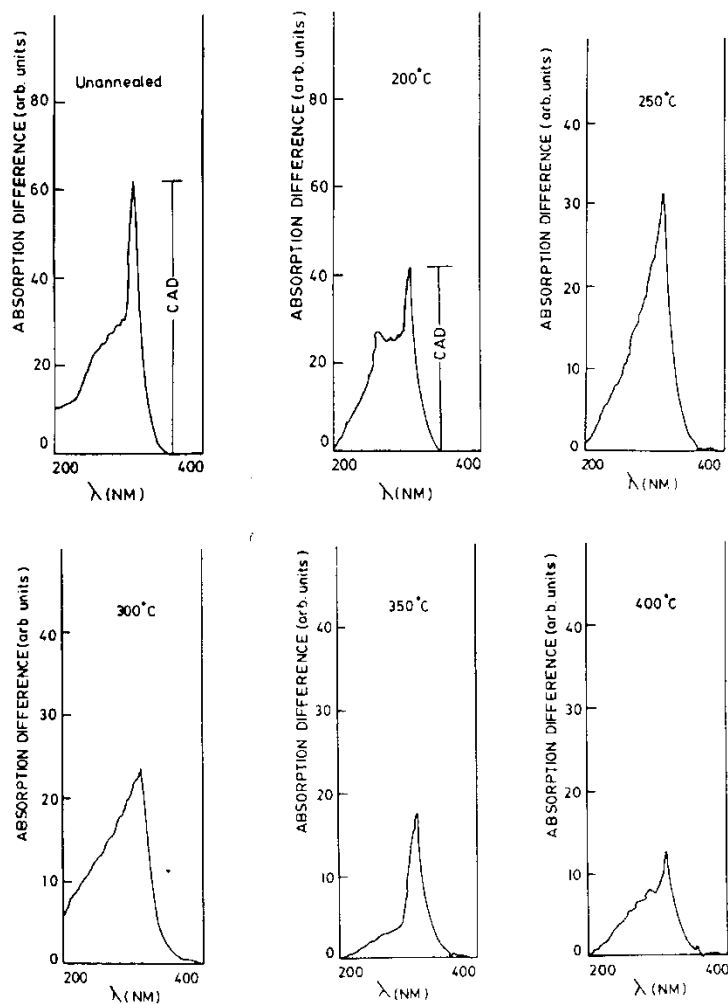 ABSORPTION DIFFERENCE (arb. units)
Unannealed
80
60
40
20
0
CAD
200
400
λ (NM)
ABSORPTION DIFFERENCE (arb. units)
200°C
80
60
40
20
0
CAD
200
400
λ (NM)
ABSORPTION DIFFERENCE (arb. units)
250°C
40
30
20
10
0
200
400
λ (NM)
ABSORPTION DIFFERENCE (arb. units)
300°C
40
30
20
10
0
200
400
λ (NM)
ABSORPTION DIFFERENCE (arb. units)
350°C
40
30
20
10
0
200
400
λ (NM)
ABSORPTION DIFFERENCE (arb. units)
400°C
40
30
20
10
0
200
400
λ (NM)